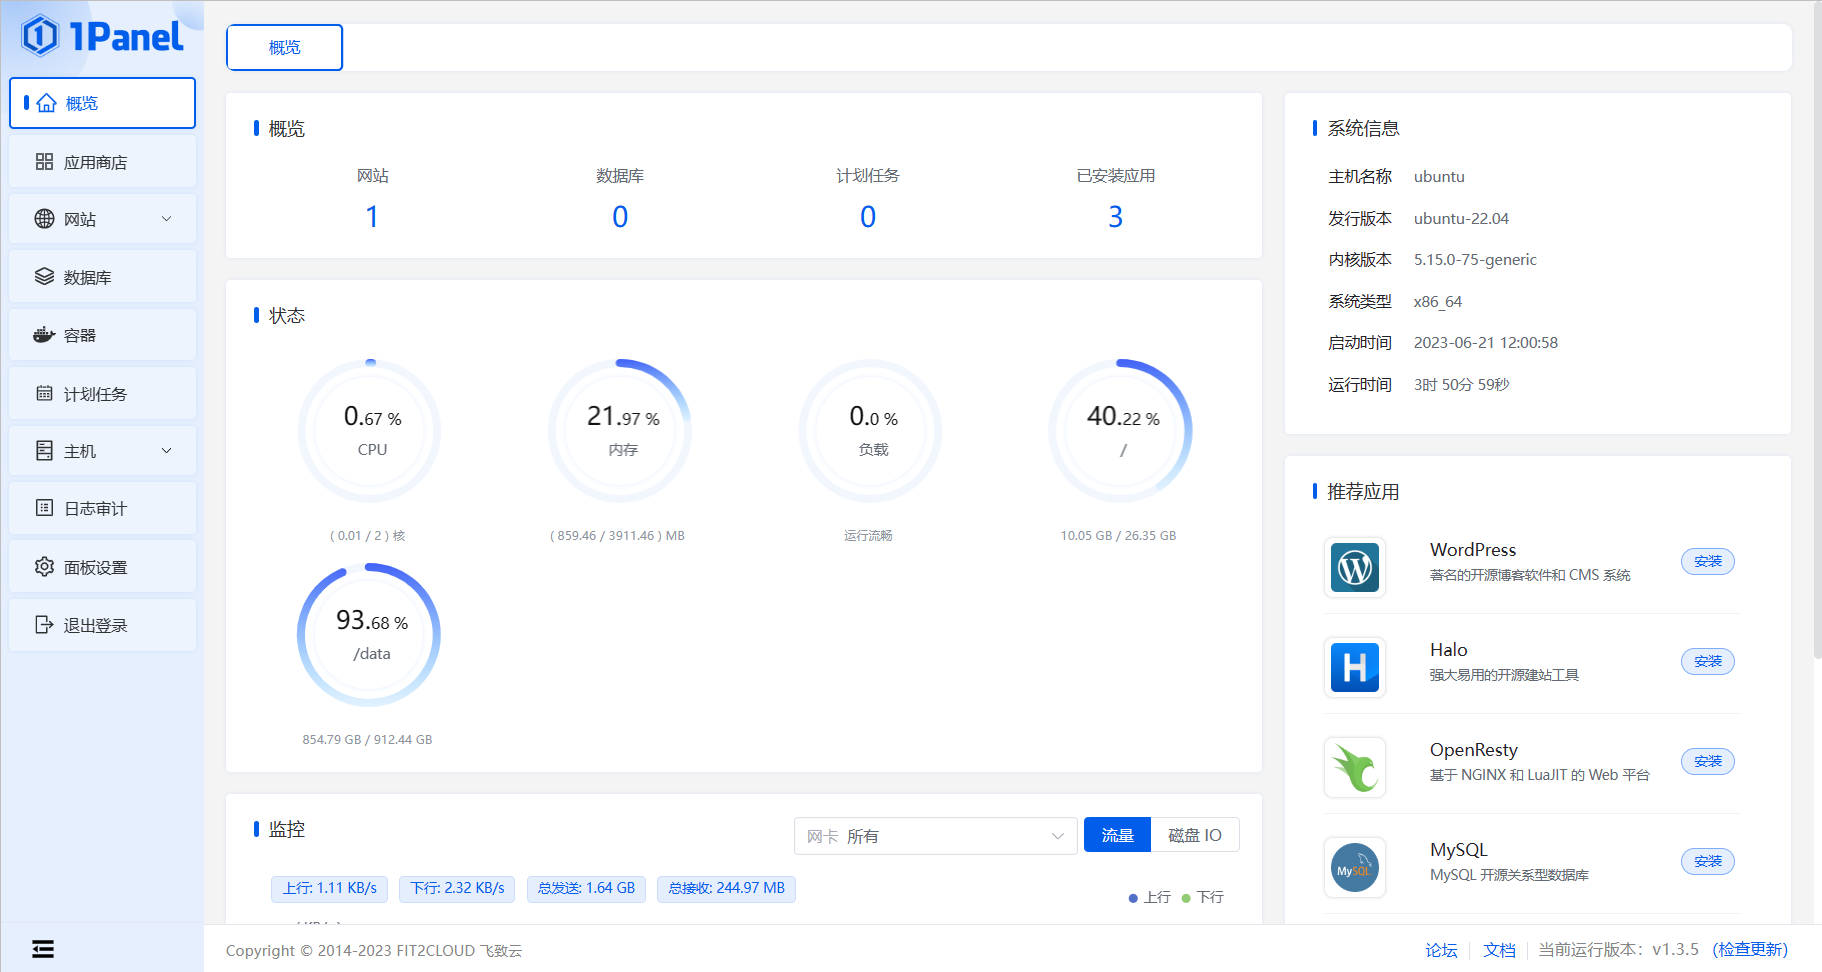 1Panel
概览
应用商店
网站
数据库
容器
计划任务
主机
日志审计
面板设置
退出登录
概览
概览
网站
数据库
计划任务
已安装应用
1
0
0
3
状态
0.67 %
CPU
( 0.01 / 2 ) 核
21.97 %
内存
( 859.46 / 3911.46 ) MB
0.0 %
负载
运行流畅
40.22 %
/
10.05 GB / 26.35 GB
93.68 %
/data
854.79 GB / 912.44 GB
监控
网卡 所有
流量
磁盘 IO
上行: 1.11 KB/s
下行: 2.32 KB/s
总发送: 1.64 GB
总接收: 244.97 MB
上行
下行
系统信息
主机名称 ubuntu
发行版本 ubuntu-22.04
内核版本 5.15.0-75-generic
系统类型 x86_64
启动时间 2023-06-21 12:00:58
运行时间 3时 50分 59秒
推荐应用
WordPress
著名的开源博客软件和 CMS 系统
安装
Halo
强大易用的开源建站工具
安装
OpenResty
基于 NGINX 和 LuaJIT 的 Web 平台
安装
MySQL
MySQL
MySQL 开源关系型数据库
安装
Copyright © 2014-2023 FIT2CLOUD 飞致云
论坛
文档
当前运行版本: v1.3.5 (检查更新)